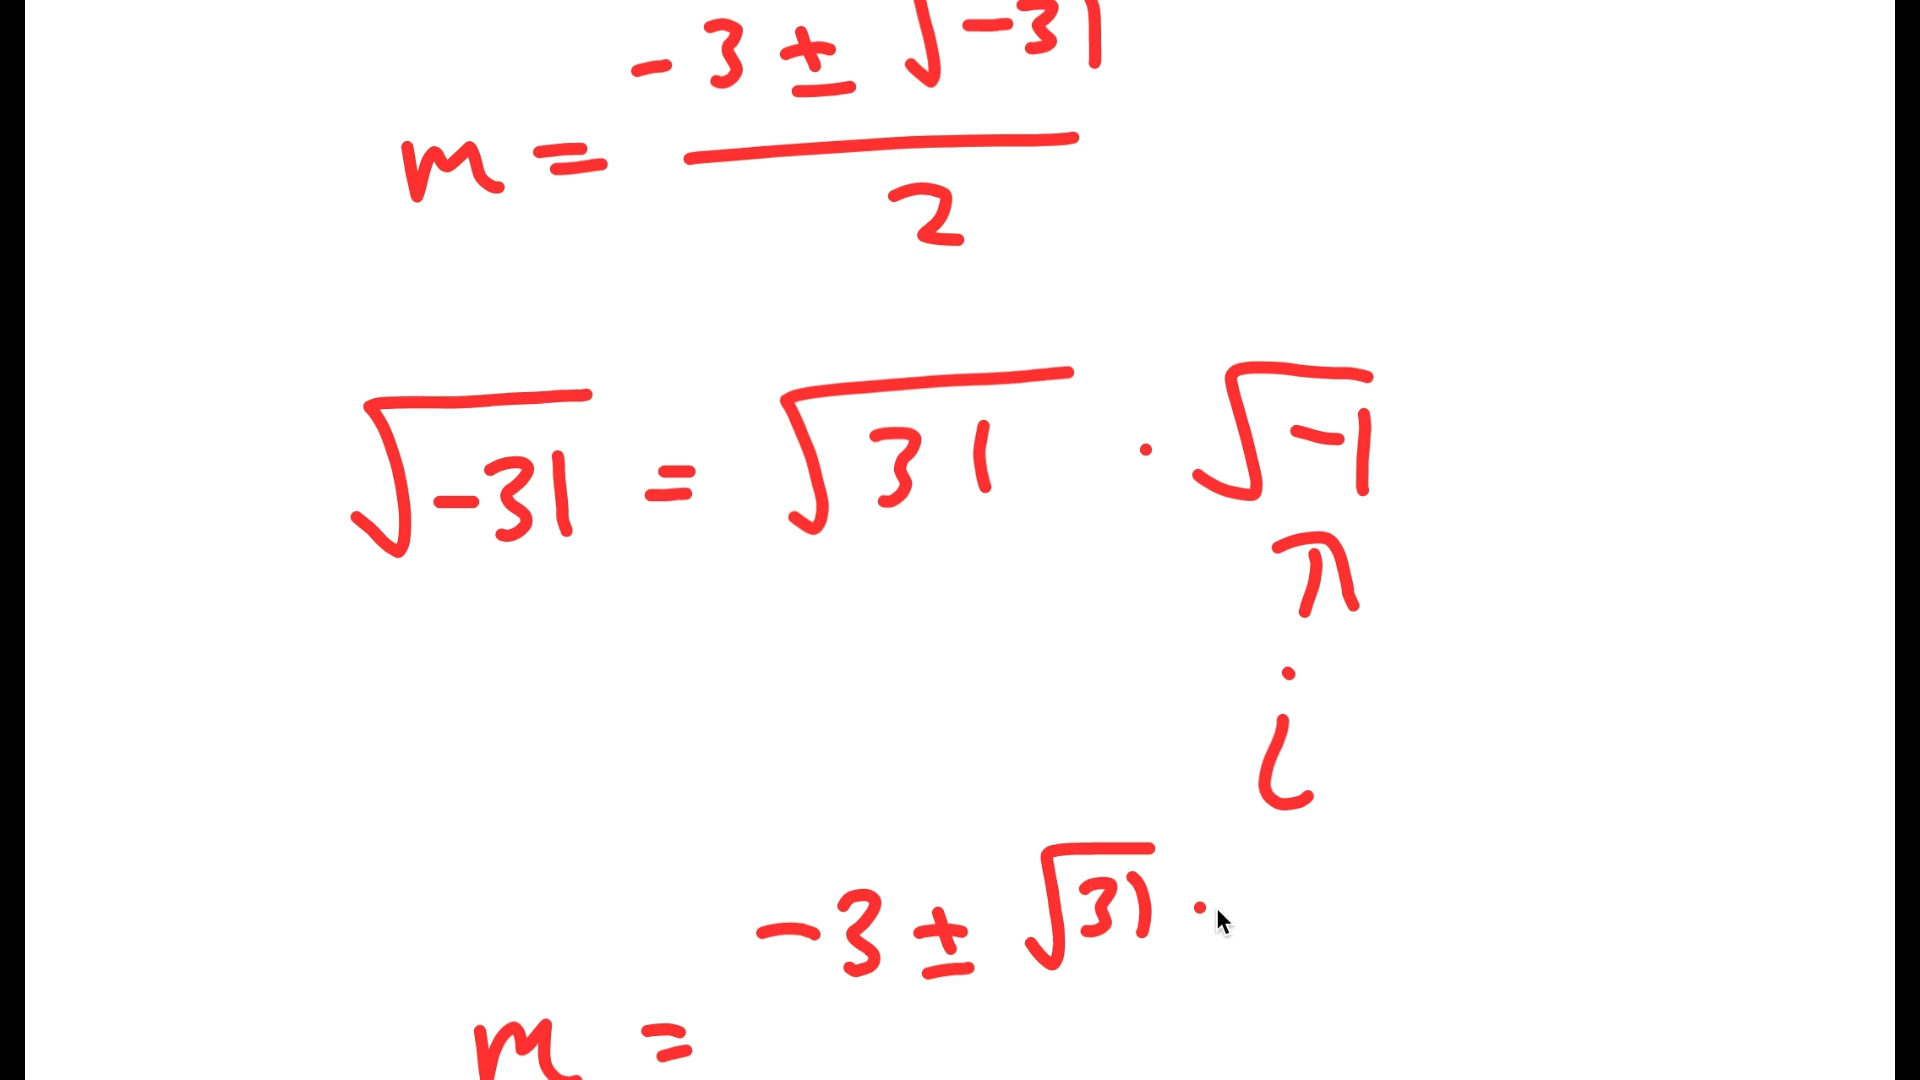 m = -3 ± √-31 / 2
√-31 = √31 · √-1
↑
i
m = -3 ± √31 ·